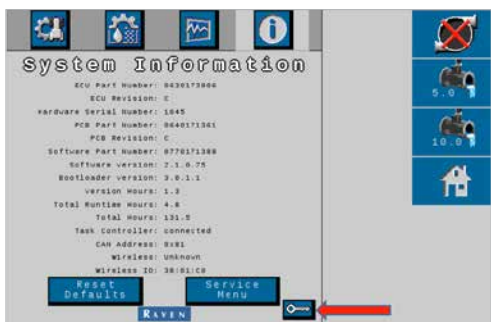 System Information
ECU Part Number: 0630173004
ECU Revision: C
Hardware Serial Number: 1045
PCB Part Number: 0640171361
PCB Revision: C
Software Part Number: 0770171388
Software version: 2.1.0.75
Bootloader version: 3.0.1.1
version Hours: 1.3
Total Runtime Hours: 4.8
Total Hours: 131.5
Task Controller: connected
CAN Address: 0x81
Wireless: Unknown
Wireless ID: 38:01:C0
Reset Defaults
Service Menu
RAVEN
5.0
10.0